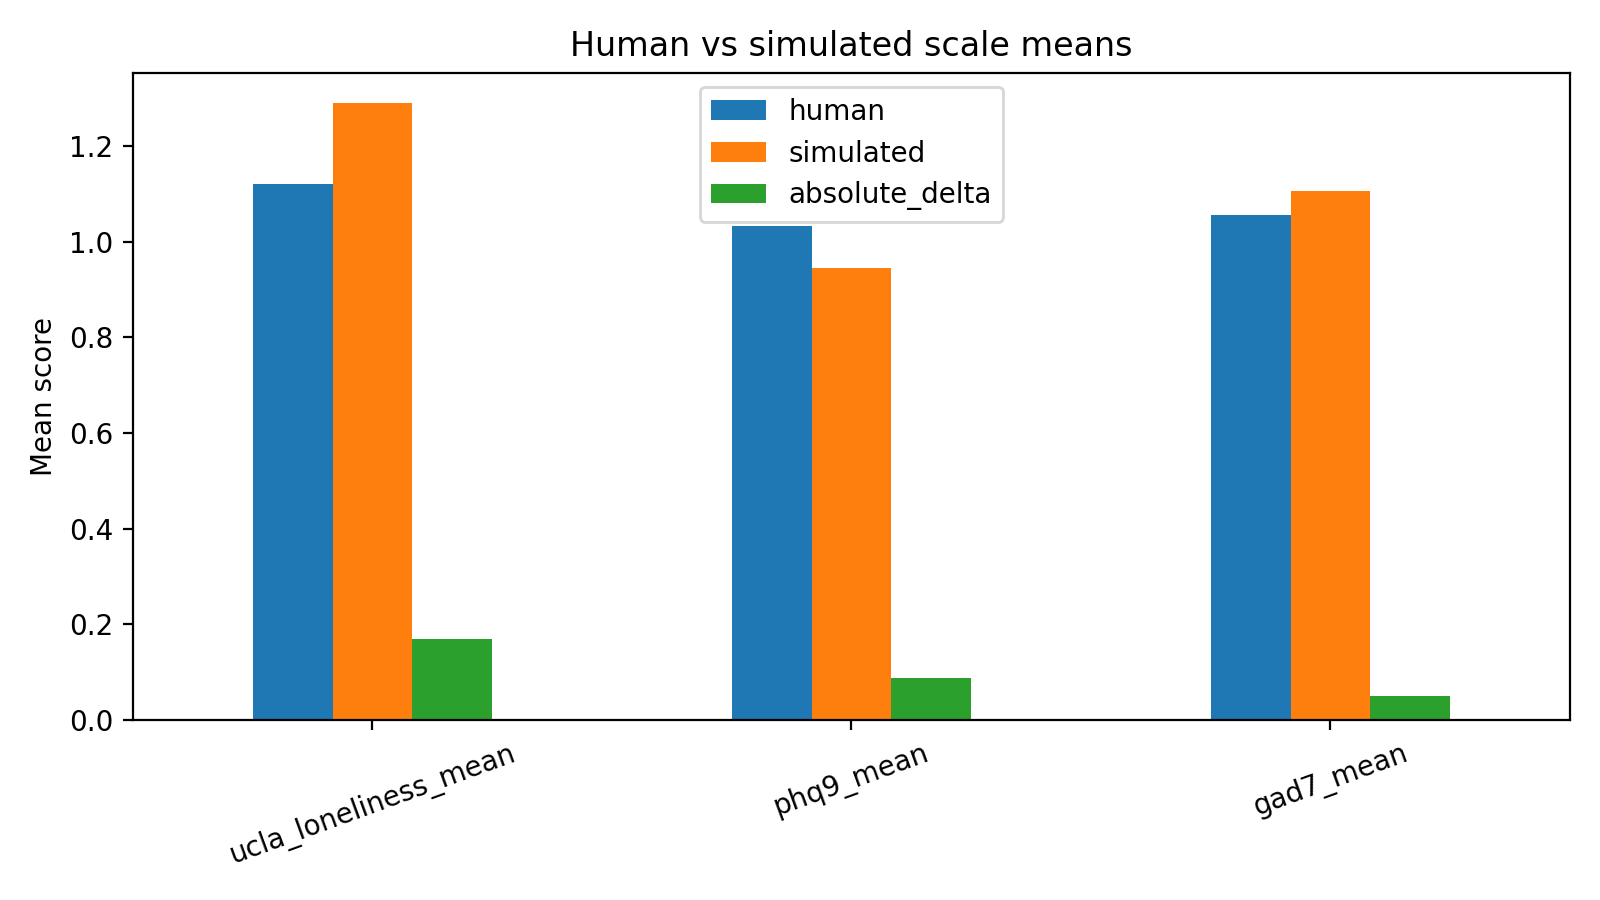 Human vs simulated scale means
human
simulated
absolute_delta
Mean score
1.2
1.0
0.8
0.6
0.4
0.2
0.0
ucla_loneliness_mean
phq9_mean
gad7_mean